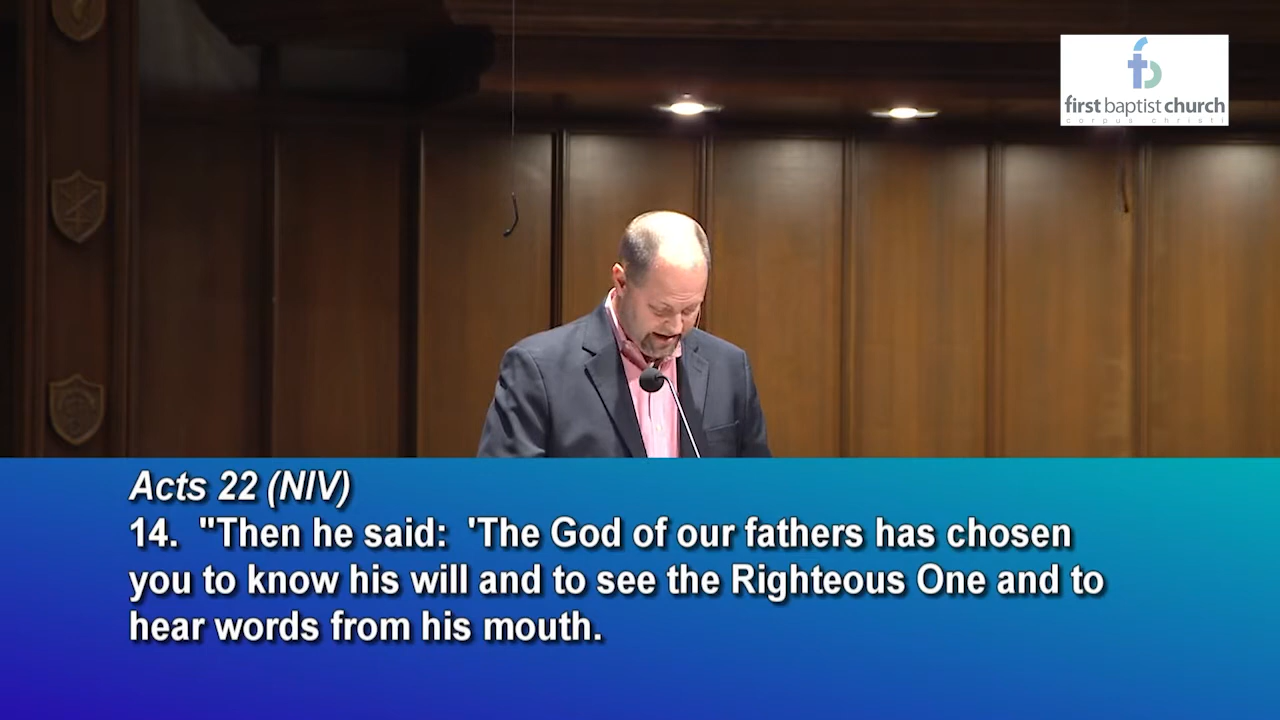 first baptist church
corpus christi
Acts 22 (NIV)
14.  "Then he said:  'The God of our fathers has chosen
you to know his will and to see the Righteous One and to
hear words from his mouth.